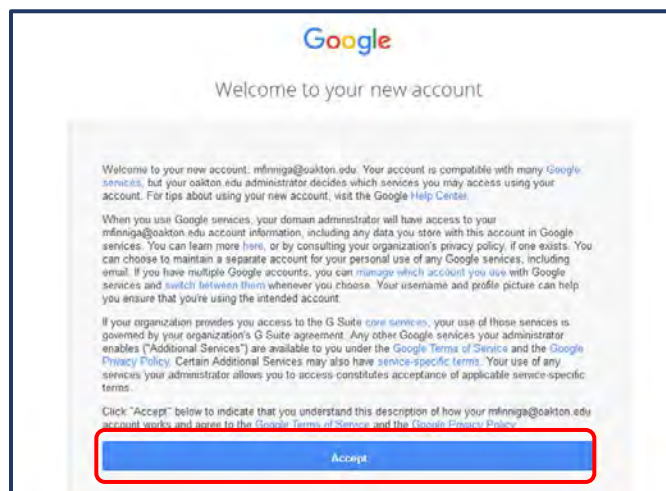 Google
Welcome to your new account
Welcome to your new account: mfinniga@oakton.edu. Your account is compatible with many Google
services, but your oakton.edu administrator decides which services you may access using your
account. For tips about using your new account, visit the Google Help Center.
When you use Google services, your domain administrator will have access to your
mfinniga@oakton.edu account information, including any data you store with this account in Google
services. You can learn more here, or by consulting your organization's privacy policy, if one exists. You
can choose to maintain a separate account for your personal use of any Google services, including
email. If you have multiple Google accounts, you can manage which account you use with Google
services and switch between them whenever you choose. Your username and profile picture can help
you ensure that you're using the intended account.
If your organization provides you access to the G Suite core services, your use of those services is
governed by your organization's G Suite agreement. Any other Google services your administrator
enables ("Additional Services") are available to you under the Google Terms of Service and the Google
Privacy Policy. Certain Additional Services may also have service-specific terms. Your use of any
services your administrator allows you to access constitutes acceptance of applicable service-specific
terms.
Click "Accept" below to indicate that you understand this description of how your mfinniga@oakton.edu
account works and agree to the Google Terms of Service and the Google Privacy Policy.
Accept